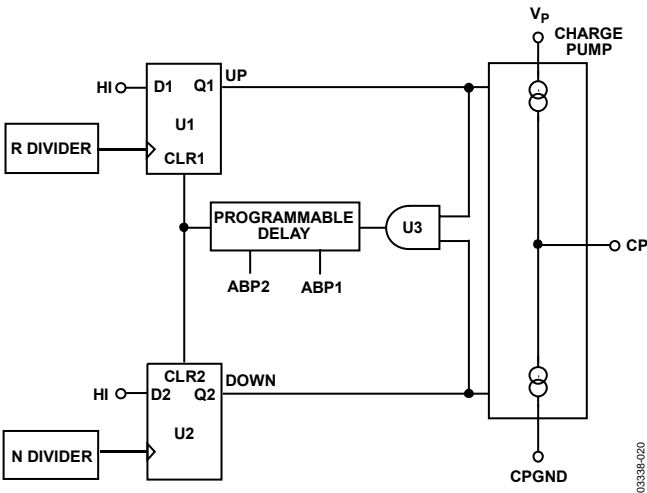 VP
CHARGE
PUMP
UP
HI
D1
Q1
U1
R DIVIDER
CLR1
PROGRAMMABLE
DELAY
U3
CP
ABP2
ABP1
CLR2
DOWN
HI
D2
Q2
U2
N DIVIDER
CPGND
03338-020